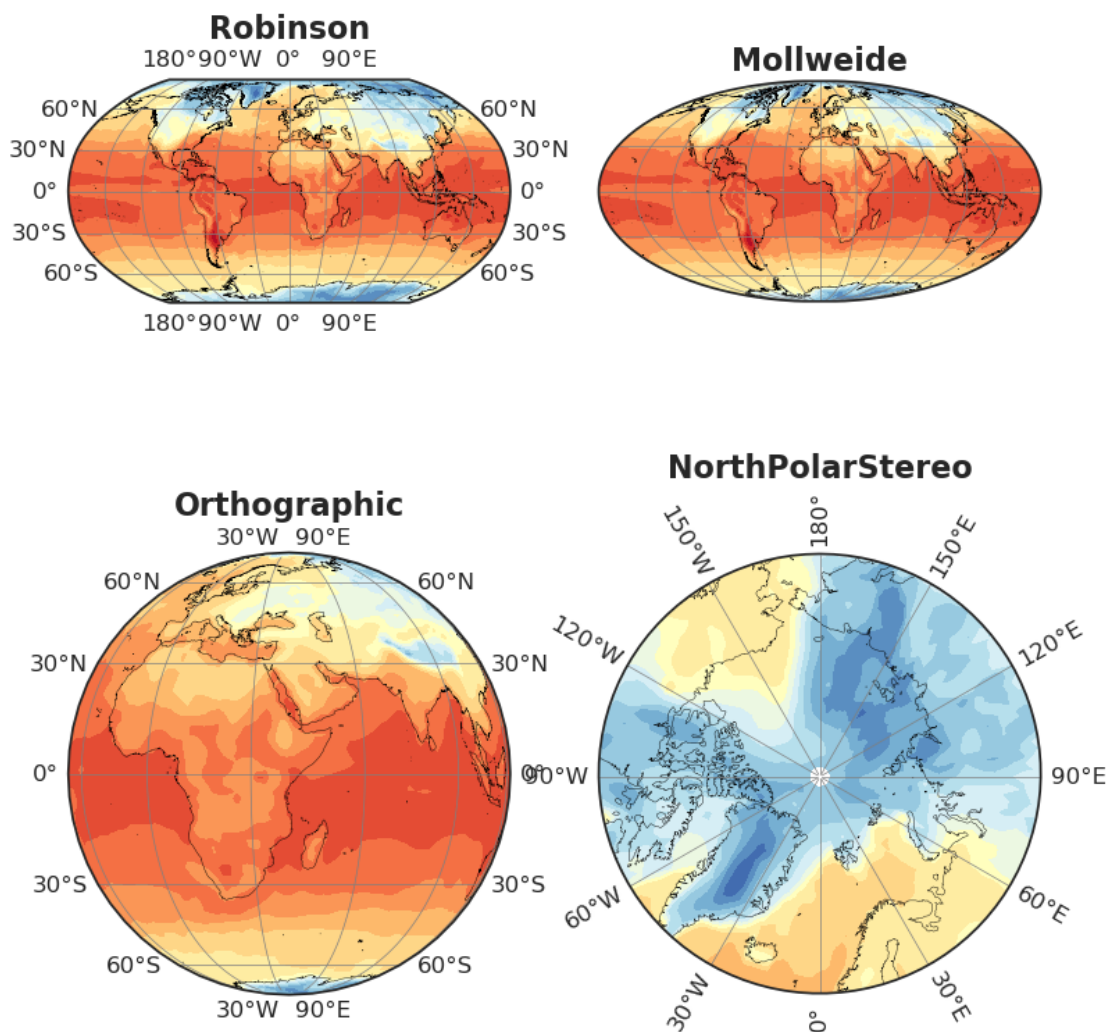 Robinson
180°90°W 0° 90°E
60°N 60°N
30°N 30°N
0° 0°
30°S 30°S
60°S 60°S
180°90°W 0° 90°E
Mollweide
Orthographic
30°W 90°E
60°N 60°N
30°N 30°N
0° 0°
30°S 30°S
60°S 60°S
30°W 90°E
NorthPolarStereo
180°
150°W 150°E
120°W 120°E
90°W 90°E
60°W 60°E
30°W 30°E
0°